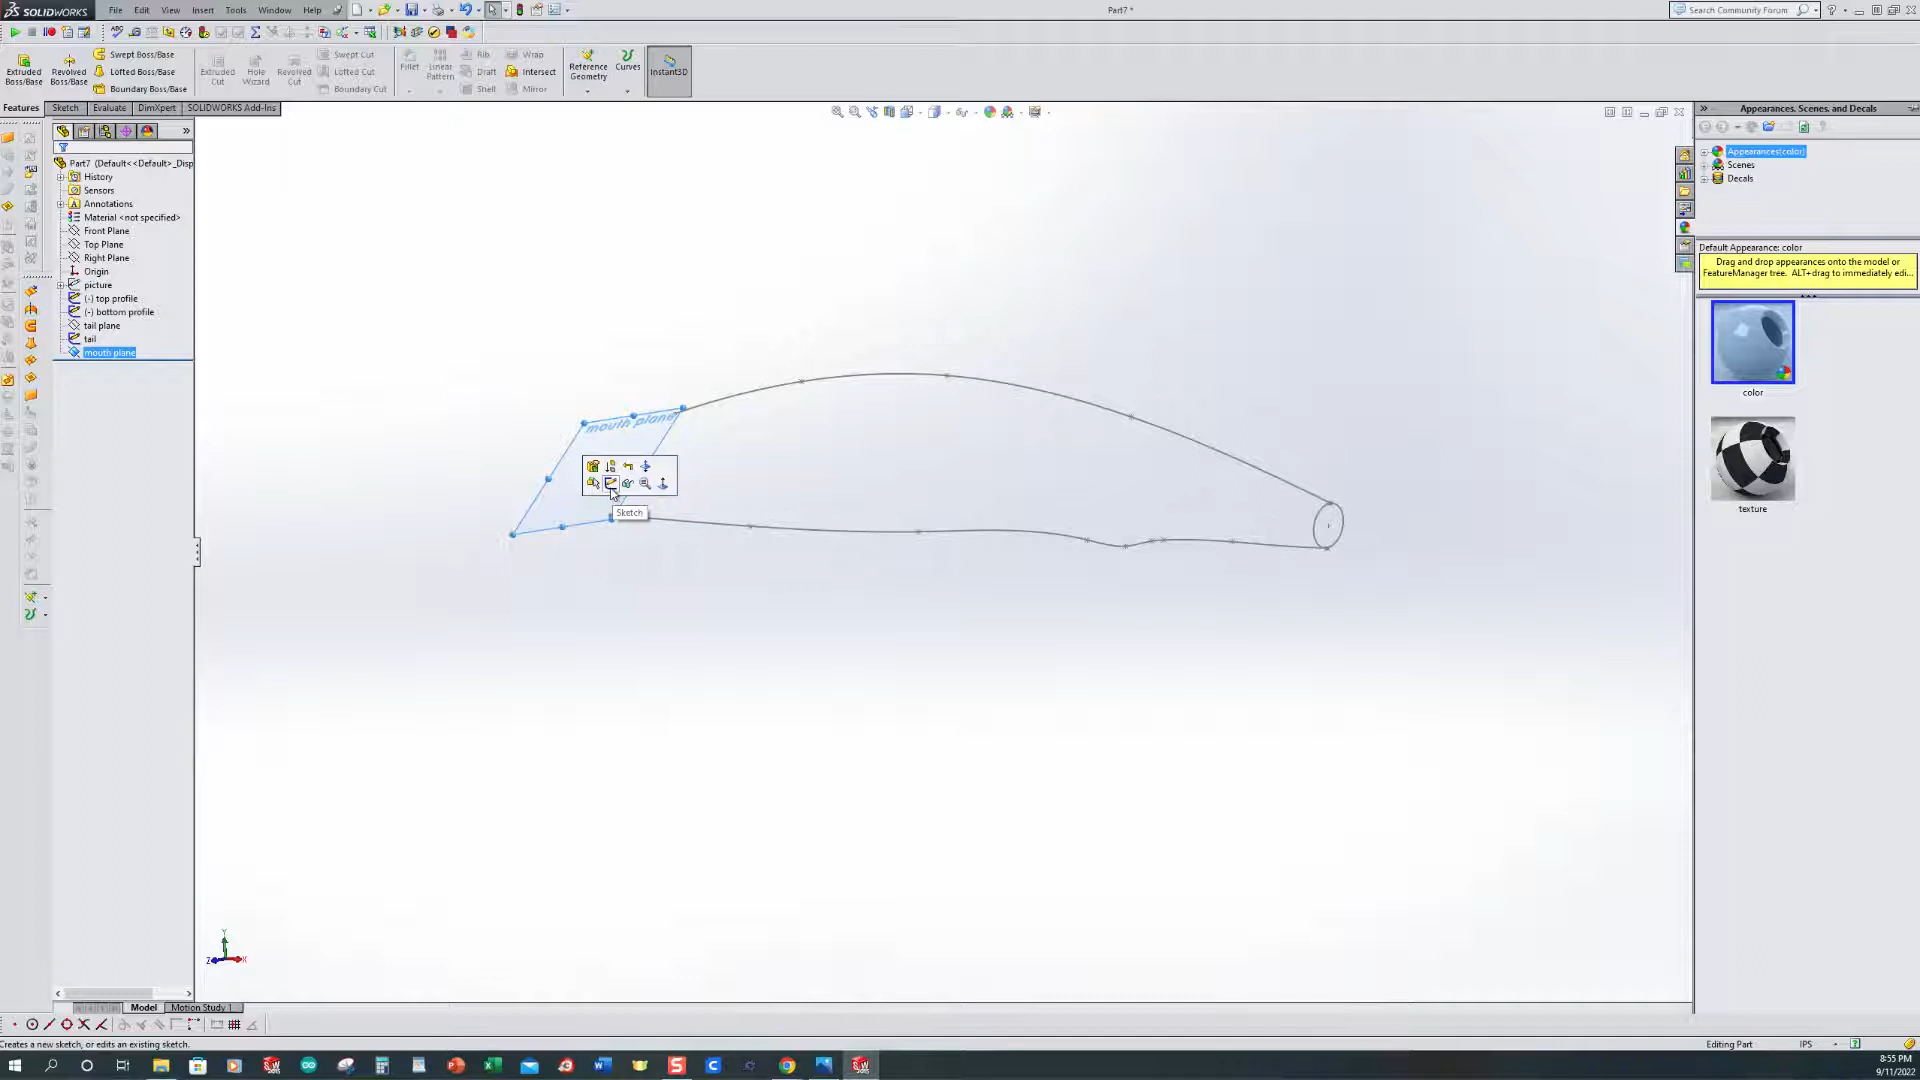 SOLIDWORKS
File
Edit
View
Insert
Tools
Window
Help
Part7 *
Search Community Forum
Extruded Boss/Base
Revolved Boss/Base
Swept Boss/Base
Lofted Boss/Base
Boundary Boss/Base
Extruded Cut
Hole Wizard
Revolved Cut
Swept Cut
Lofted Cut
Boundary Cut
Fillet
Linear Pattern
Rib
Draft
Shell
Wrap
Intersect
Mirror
Reference Geometry
Curves
Instant3D
Features
Sketch
Evaluate
DimXpert
SOLIDWORKS Add-Ins
Part7 (Default<<Default>_Disp
History
Sensors
Annotations
Material <not specified>
Front Plane
Top Plane
Right Plane
Origin
picture
(-) top profile
(-) bottom profile
tail plane
tail
mouth plane
mouth plane
Sketch
Y
Z
X
Appearances, Scenes, and Decals
Appearances(color)
Scenes
Decals
Default Appearance: color
Drag and drop appearances onto the model or
FeatureManager tree. ALT+drag to immediately edi...
color
texture
Model
Motion Study 1
Creates a new sketch, or edits an existing sketch.
Editing Part
IPS
8:55 PM
9/11/2022